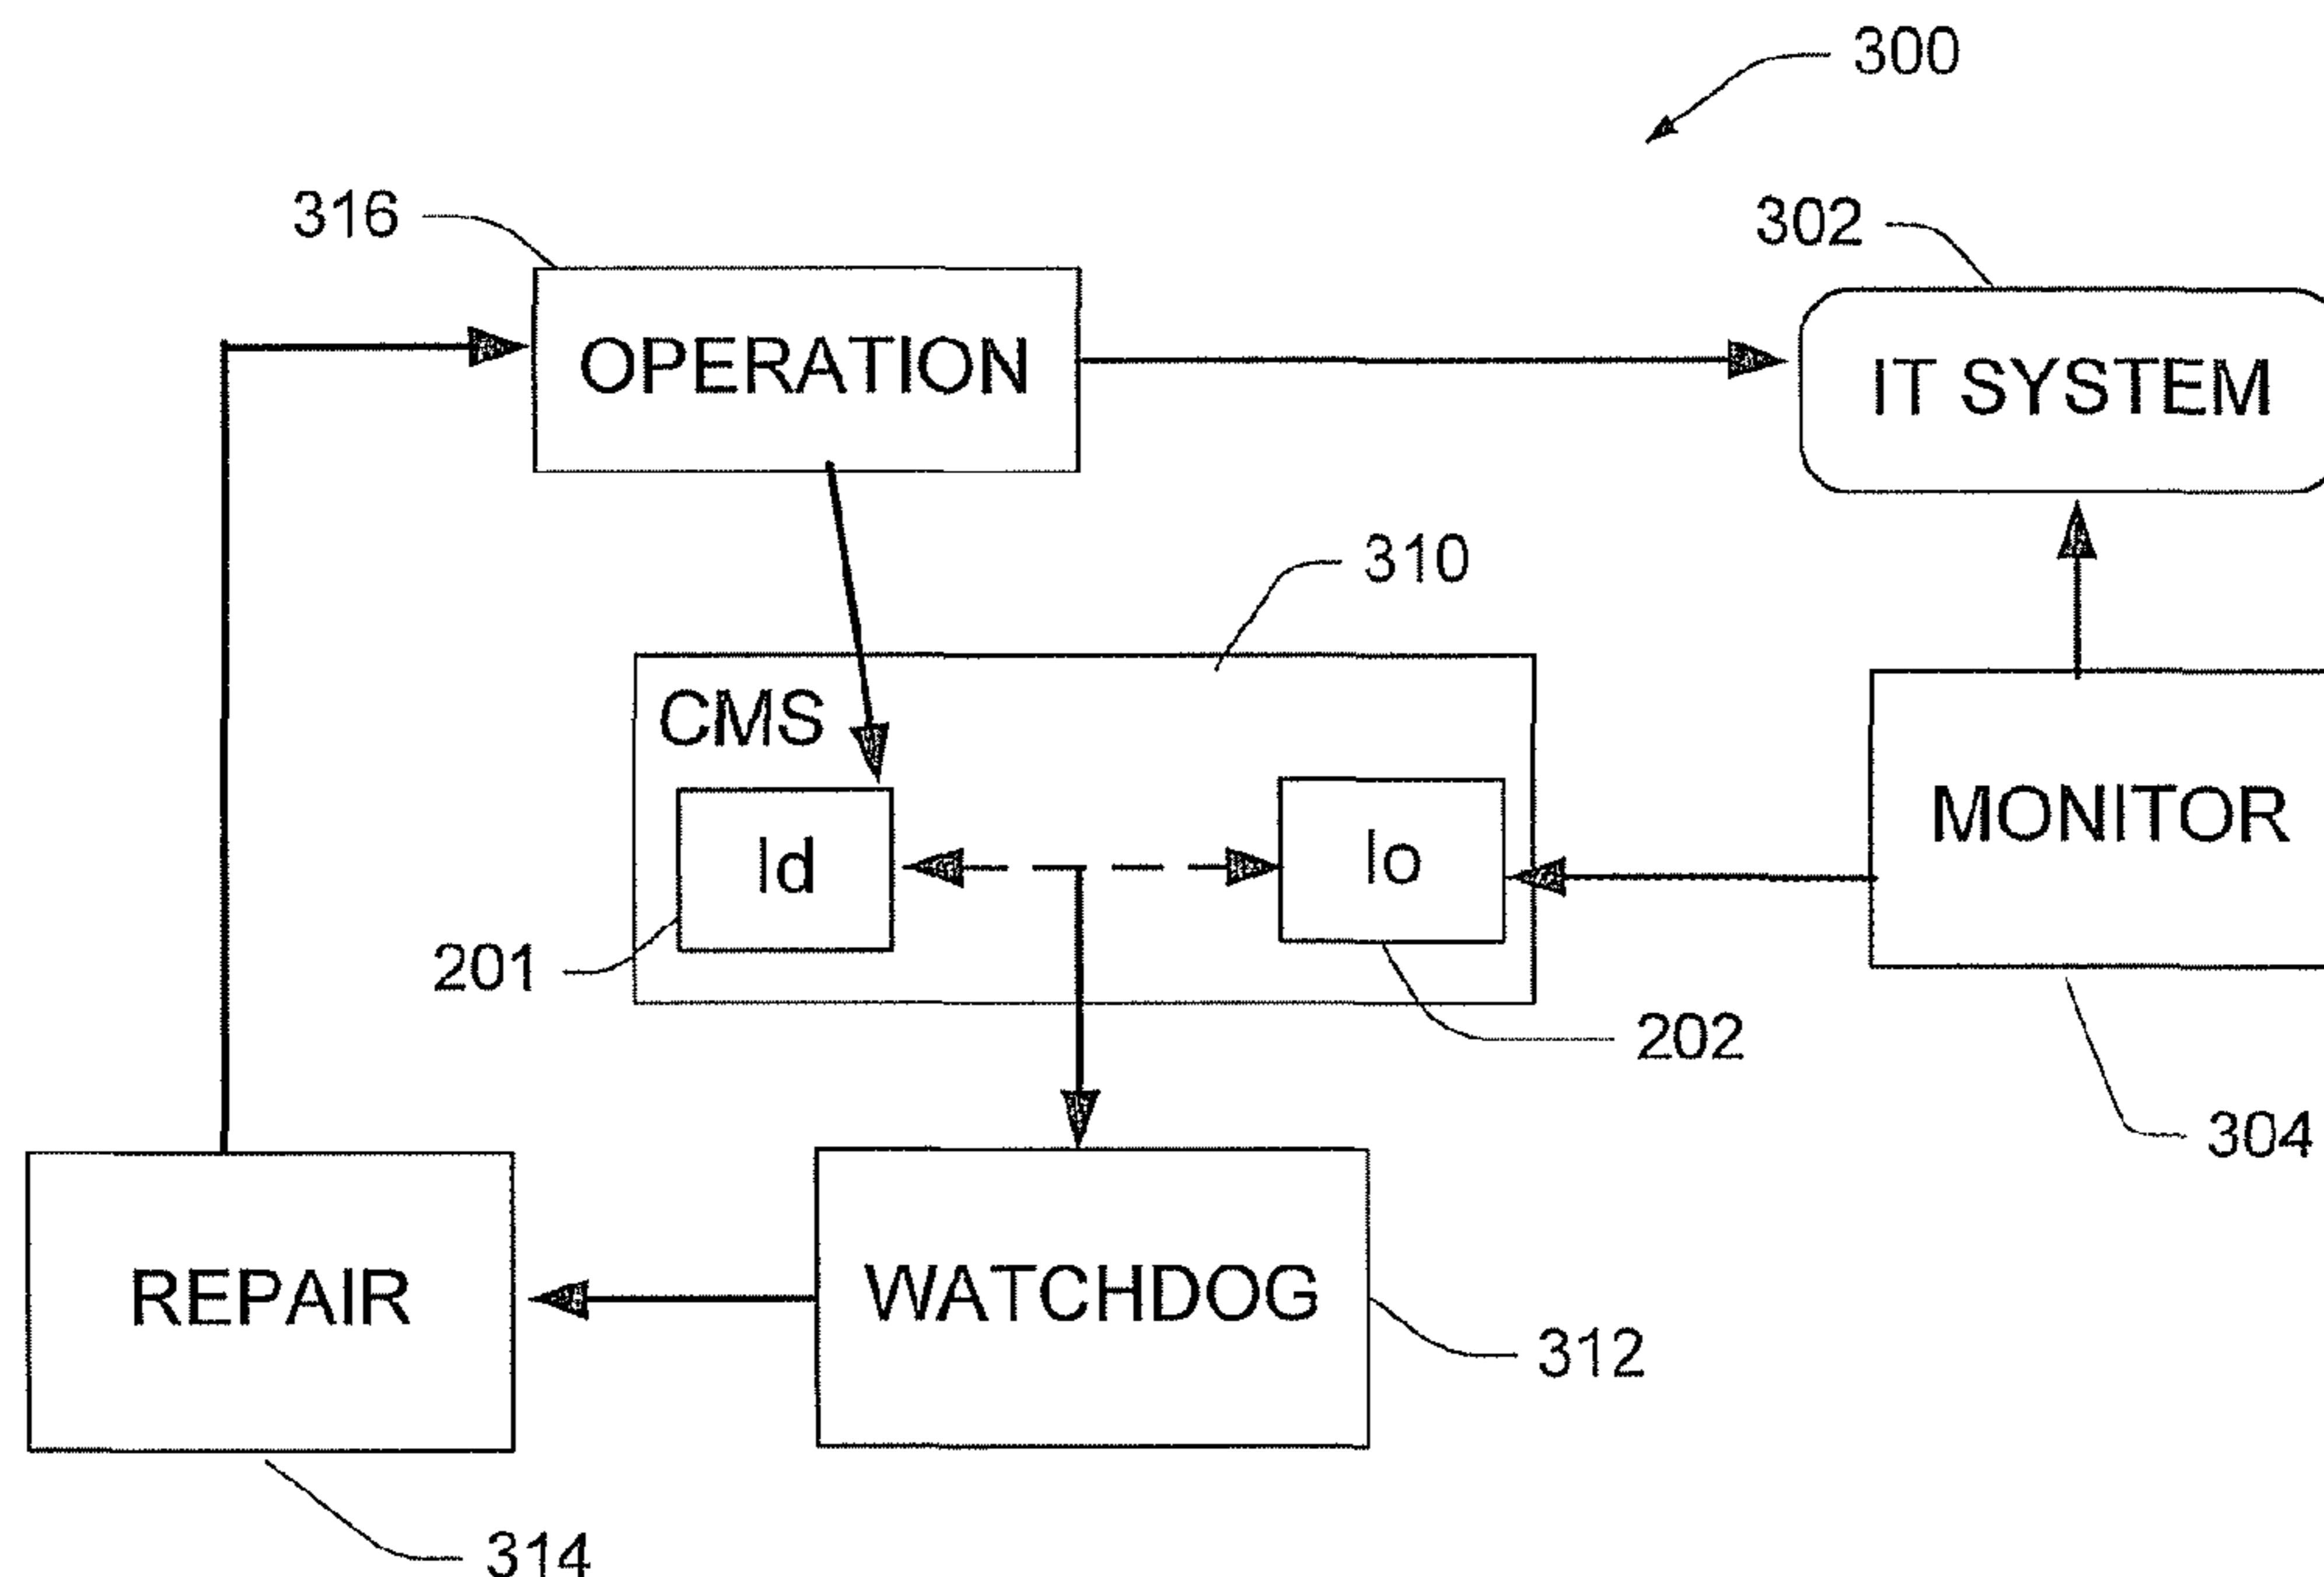 300
316
302
OPERATION
IT SYSTEM
310
CMS
Id
Io
MONITOR
201
202
304
REPAIR
WATCHDOG
312
314